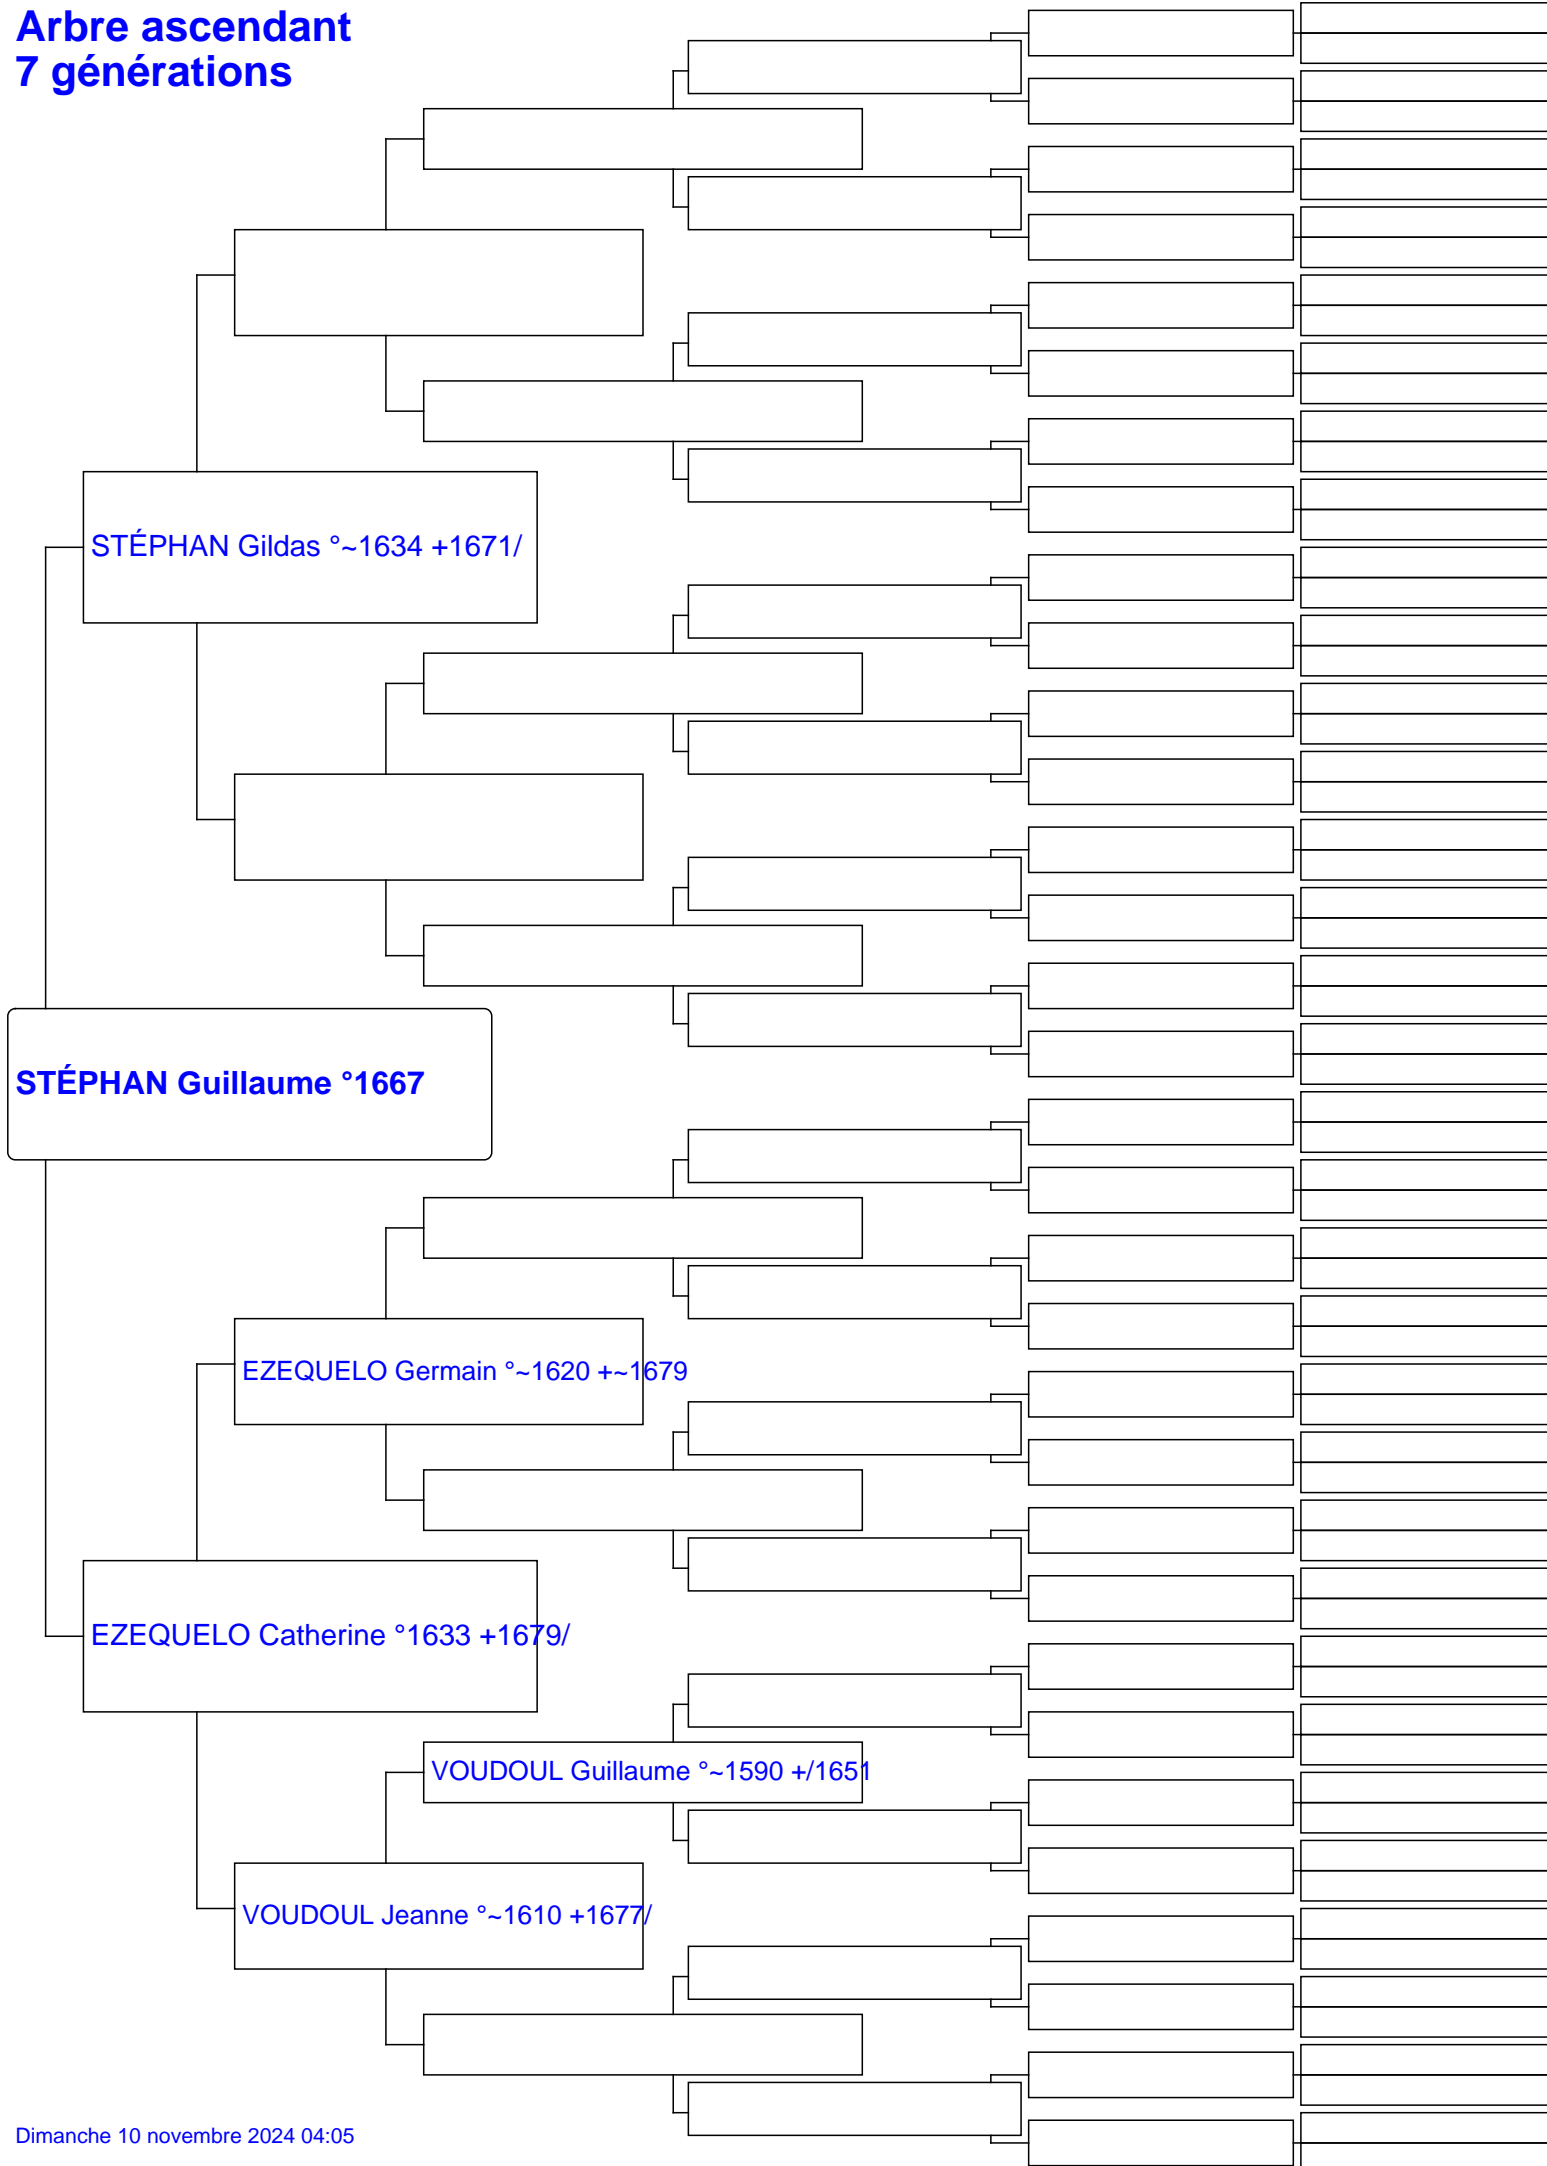 Arbre ascendant
7 générations
STÉPHAN Gildas °~1634 +1671/
STÉPHAN Guillaume °1667
EZEQUELO Germain °~1620 +~1679
EZEQUELO Catherine °1633 +1679/
VOUDOUL Guillaume °~1590 +/1651
VOUDOUL Jeanne °~1610 +1677/
Dimanche 10 novembre 2024 04:05